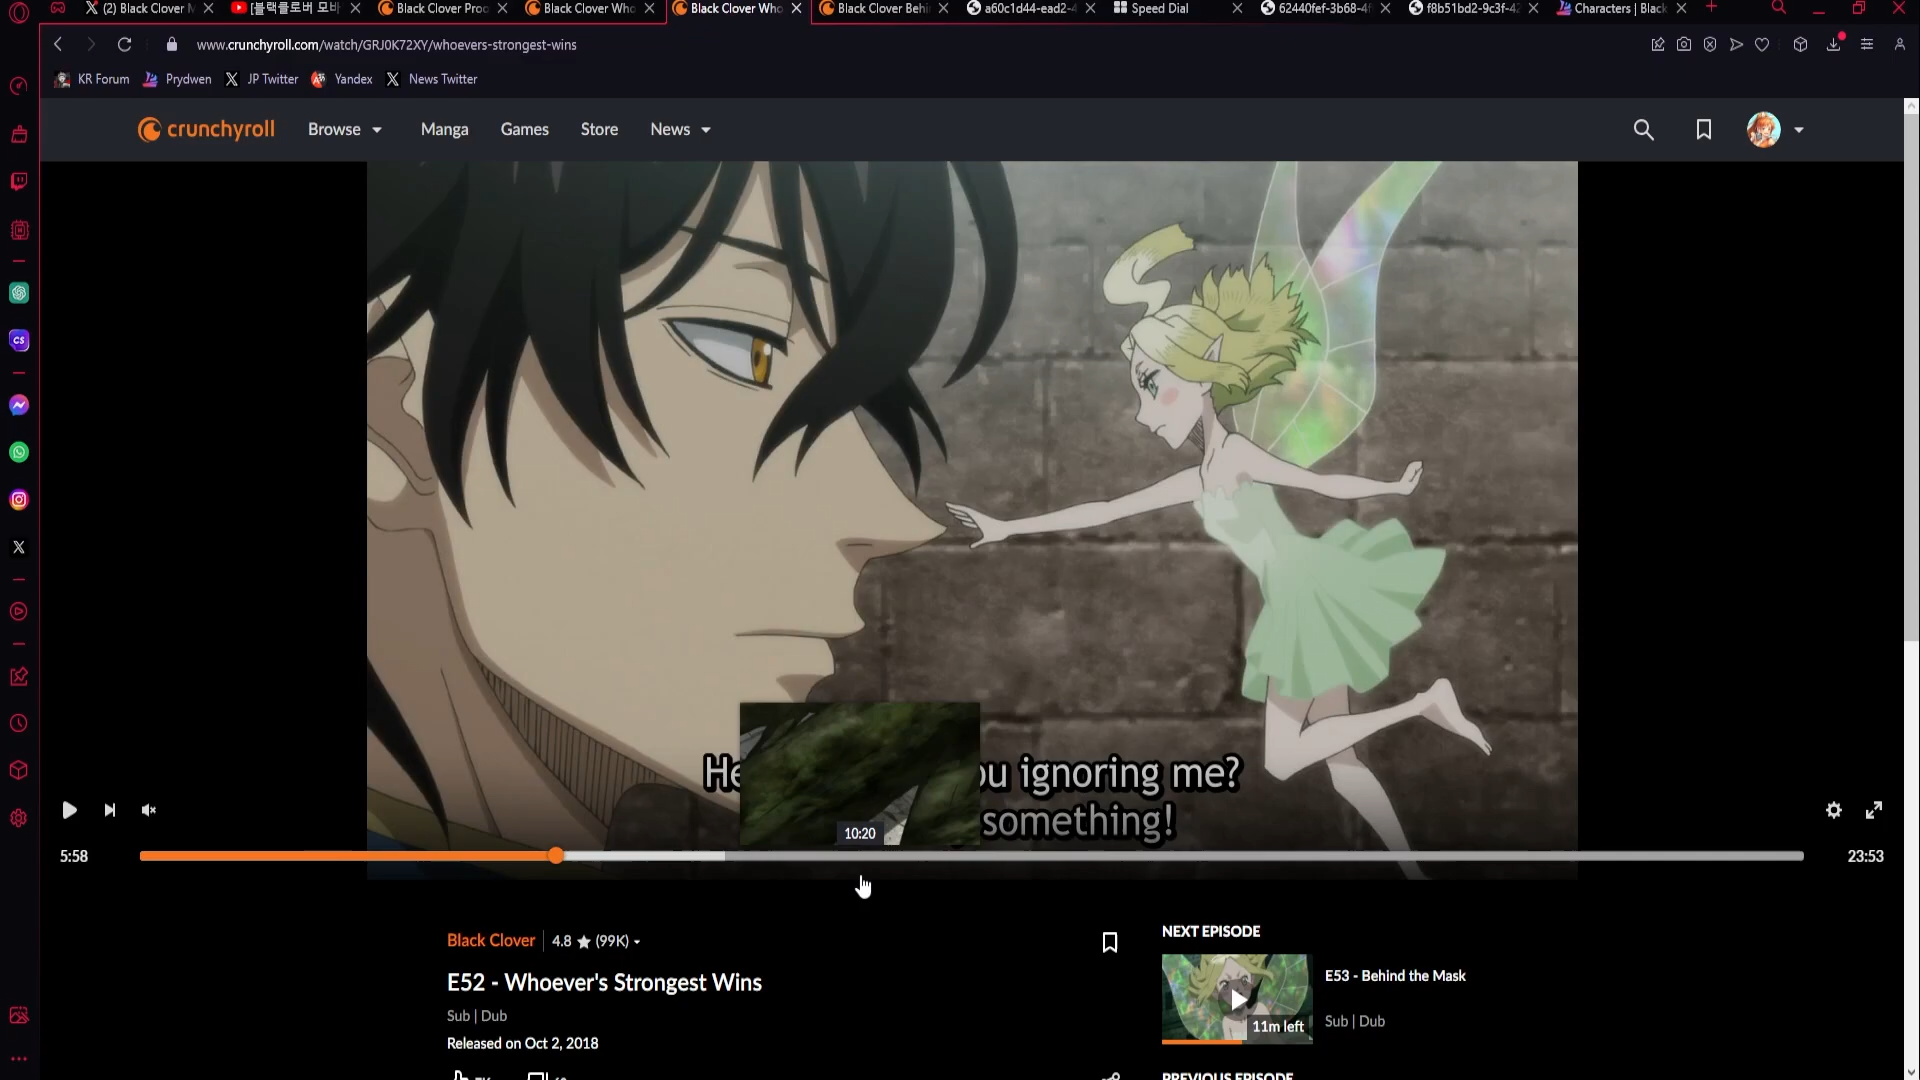 (2) Black Clover M
[블랙클로버 모바
Black Clover Proc
Black Clover Who
Black Clover Who
Black Clover Behi
a60c1d44-ead2-4
Speed Dial
62440fef-3b68-4f
f8b51bd2-9c3f-42
Characters | Black
www.crunchyroll.com/watch/GRJ0K72XY/whoevers-strongest-wins
KR Forum
Prydwen
JP Twitter
Yandex
News Twitter
crunchyroll
Browse
Manga
Games
Store
News
CS
ou ignoring me?
something!
10:20
5:58
23:53
Black Clover
4.8 ★ (99K)
E52 - Whoever's Strongest Wins
Sub | Dub
Released on Oct 2, 2018
NEXT EPISODE
E53 - Behind the Mask
11m left
Sub | Dub
PREVIOUS EPISODE